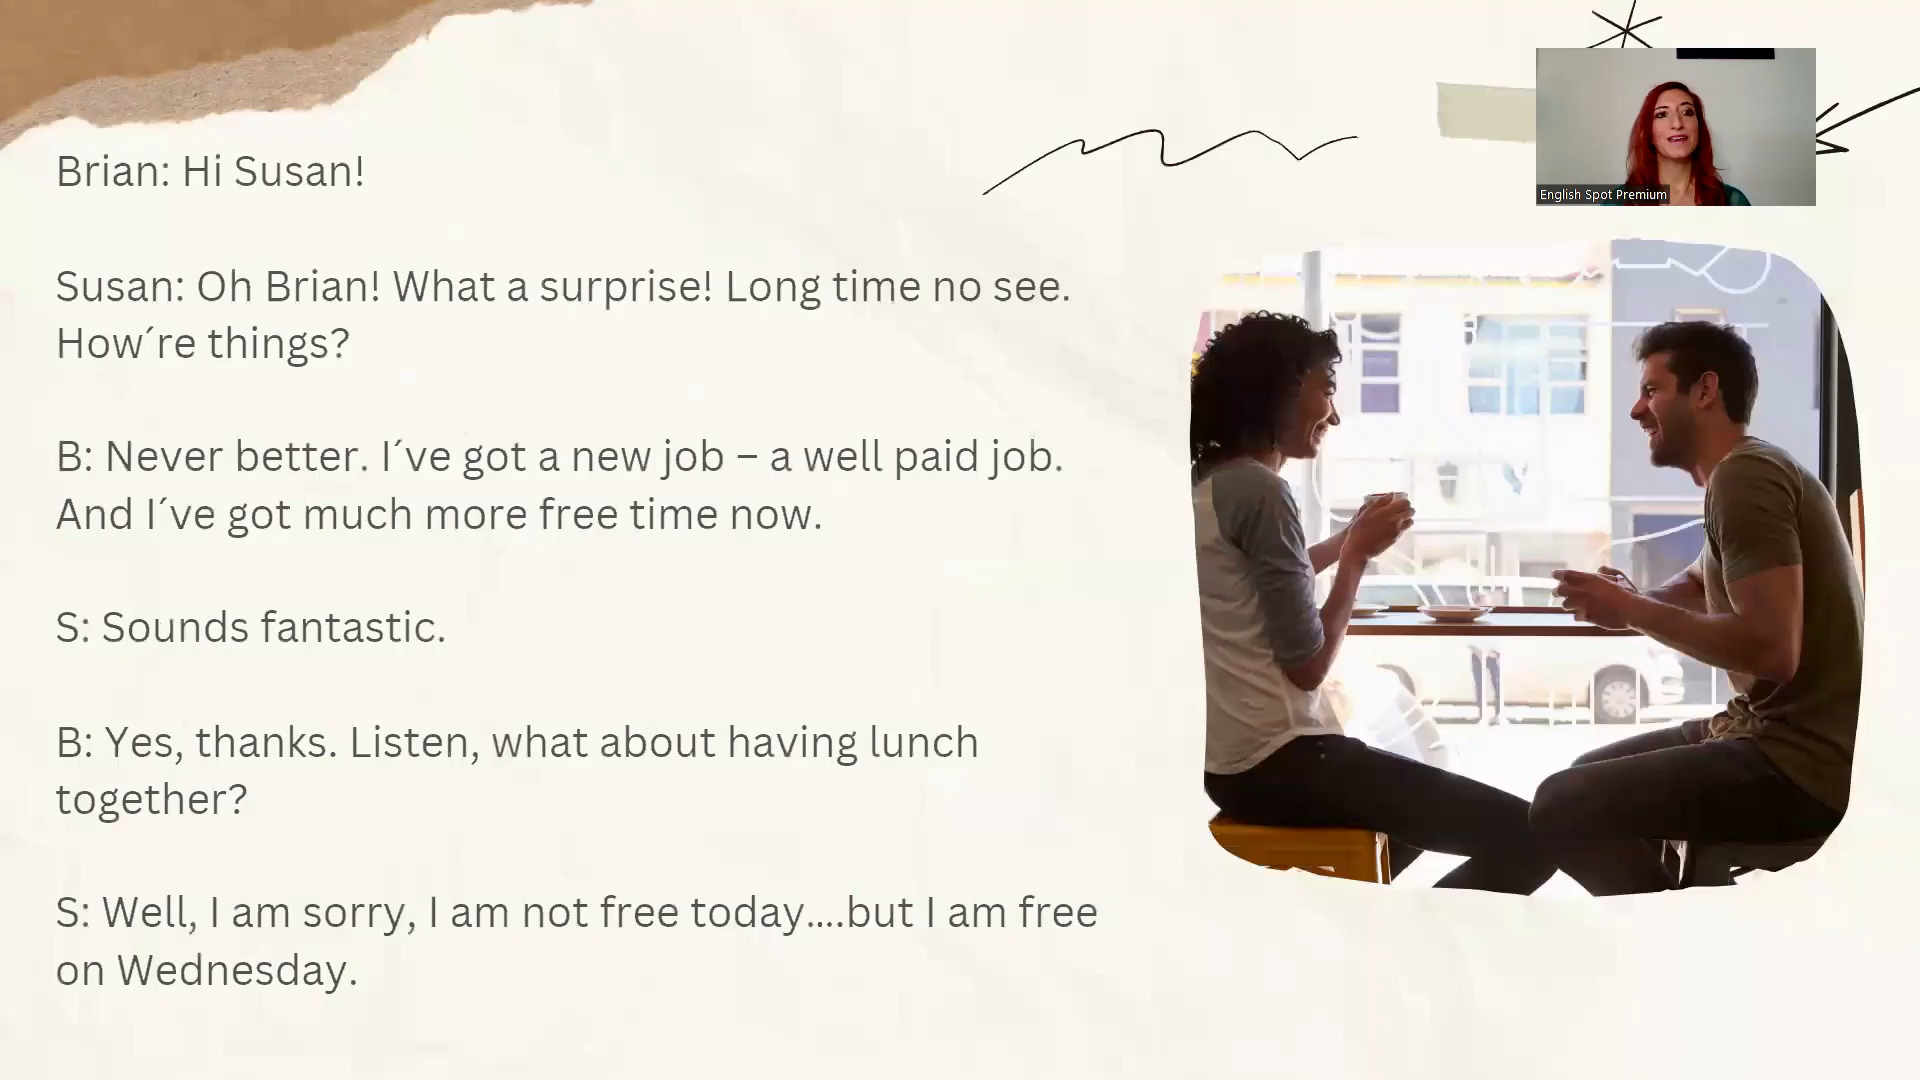 Brian: Hi Susan!
Susan: Oh Brian! What a surprise! Long time no see.
How´re things?
B: Never better. I´ve got a new job – a well paid job.
And I´ve got much more free time now.
S: Sounds fantastic.
B: Yes, thanks. Listen, what about having lunch
together?
S: Well, I am sorry, I am not free today....but I am free
on Wednesday.
English Spot Premium